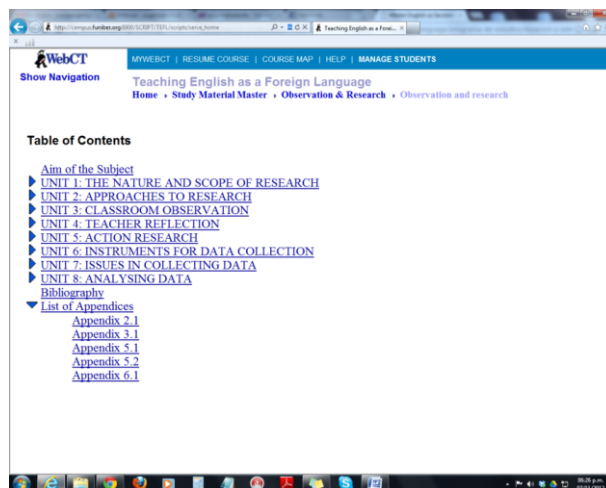 Teaching English as a Forei...
WebCT
MYWEBCT | RESUME COURSE | COURSE MAP | HELP | MANAGE STUDENTS
Show Navigation
Teaching English as a Foreign Language
Home › Study Material Master › Observation & Research › Observation and research
Table of Contents
Aim of the Subject
UNIT 1: THE NATURE AND SCOPE OF RESEARCH
UNIT 2: APPROACHES TO RESEARCH
UNIT 3: CLASSROOM OBSERVATION
UNIT 4: TEACHER REFLECTION
UNIT 5: ACTION RESEARCH
UNIT 6: INSTRUMENTS FOR DATA COLLECTION
UNIT 7: ISSUES IN COLLECTING DATA
UNIT 8: ANALYSING DATA
Bibliography
List of Appendices
Appendix 2.1
Appendix 3.1
Appendix 5.1
Appendix 5.2
Appendix 6.1